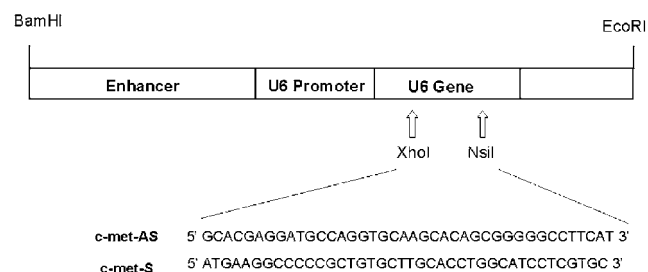 BamHI
EcoRI
Enhancer U6 Promoter U6 Gene
XhoI NsiI
c-met-AS 5' GCACGAGGATGCCAGGTGCAAGCACAGCGGGGGCCTTCAT 3'
c-met-S 5' ATGAAGGCCCCCGCTGTGCTTGCACCTGGCATCCTCGTGC 3'